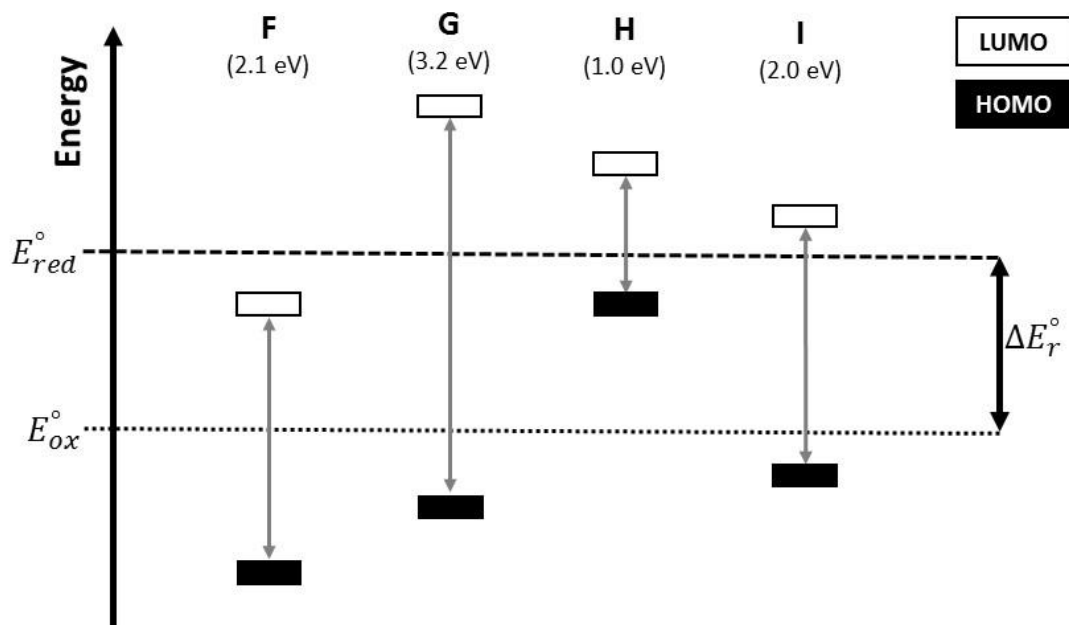 F
(2.1 eV)
G
(3.2 eV)
H
(1.0 eV)
I
(2.0 eV)
LUMO
HOMO
Energy
E°red
E°ox
ΔE°r